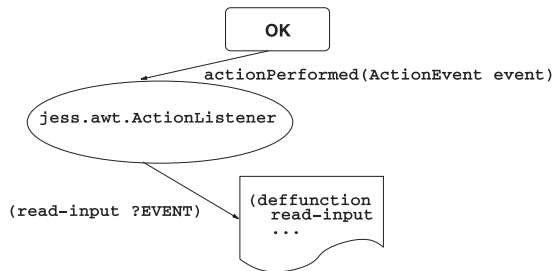 OK
actionPerformed(ActionEvent event)
jess.awt.ActionListener
(read-input ?EVENT)
(deffunction
read-input
...